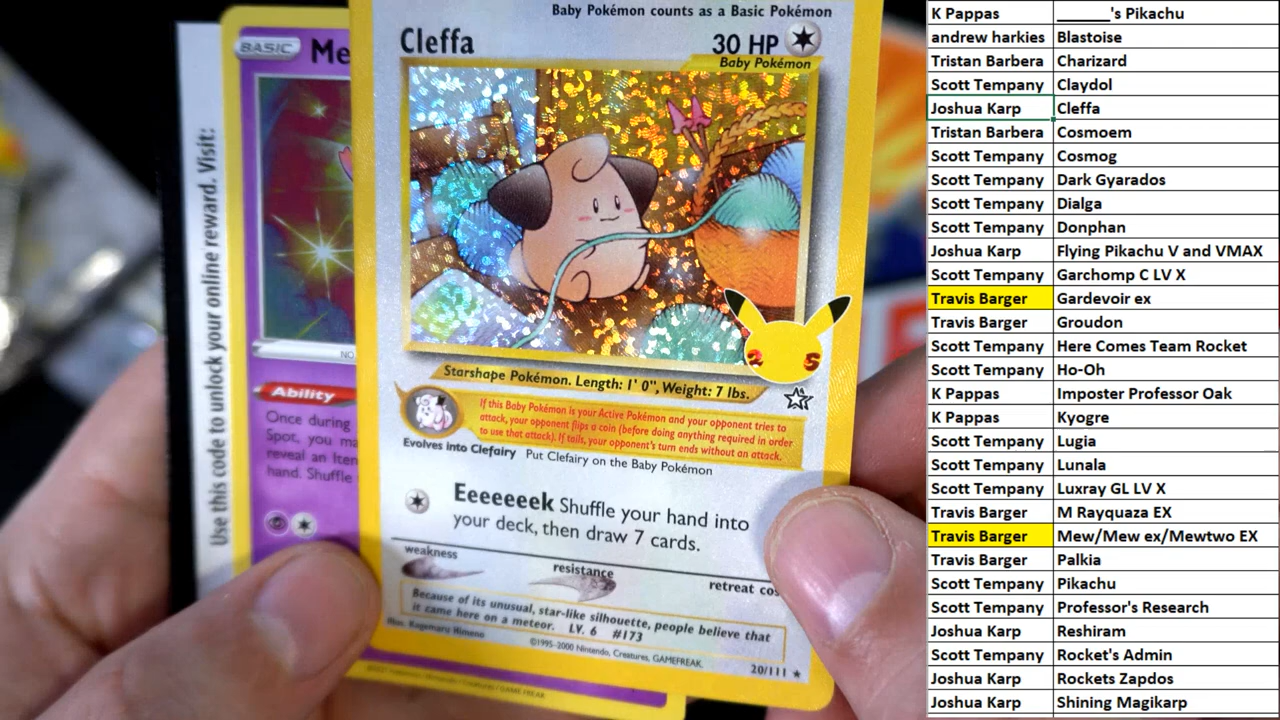 Baby Pokémon counts as a Basic Pokémon
Cleffa 30 HP
Baby Pokémon
25
Starshape Pokémon. Length: 1' 0", Weight: 7 lbs.
If this Baby Pokémon is your Active Pokémon and your opponent tries to
attack, your opponent flips a coin (before doing anything required in order
to use that attack). If tails, your opponent's turn ends without an attack.
Evolves into Clefairy Put Clefairy on the Baby Pokémon
Eeeeeeek Shuffle your hand into
your deck, then draw 7 cards.
weakness
resistance
retreat cos
Because of its unusual, star-like silhouette, people believe that
it came here on a meteor. LV. 6 #173
Illus. Kagemaru Himeno
©1995-2000 Nintendo, Creatures, GAMEFREAK.
20/111
BASIC
Me
NO
Ability
Once during
Spot, you ma
reveal an Iten
hand. Shuffle
Use this code to unlock your online reward. Visit:
K Pappas ______'s Pikachu
andrew harkies Blastoise
Tristan Barbera Charizard
Scott Tempany Claydol
Joshua Karp Cleffa
Tristan Barbera Cosmoem
Scott Tempany Cosmog
Scott Tempany Dark Gyarados
Scott Tempany Dialga
Scott Tempany Donphan
Joshua Karp Flying Pikachu V and VMAX
Scott Tempany Garchomp C LV X
Travis Barger Gardevoir ex
Travis Barger Groudon
Scott Tempany Here Comes Team Rocket
Scott Tempany Ho-Oh
K Pappas Imposter Professor Oak
K Pappas Kyogre
Scott Tempany Lugia
Scott Tempany Lunala
Scott Tempany Luxray GL LV X
Travis Barger M Rayquaza EX
Travis Barger Mew/Mew ex/Mewtwo EX
Travis Barger Palkia
Scott Tempany Pikachu
Scott Tempany Professor's Research
Joshua Karp Reshiram
Scott Tempany Rocket's Admin
Joshua Karp Rockets Zapdos
Joshua Karp Shining Magikarp